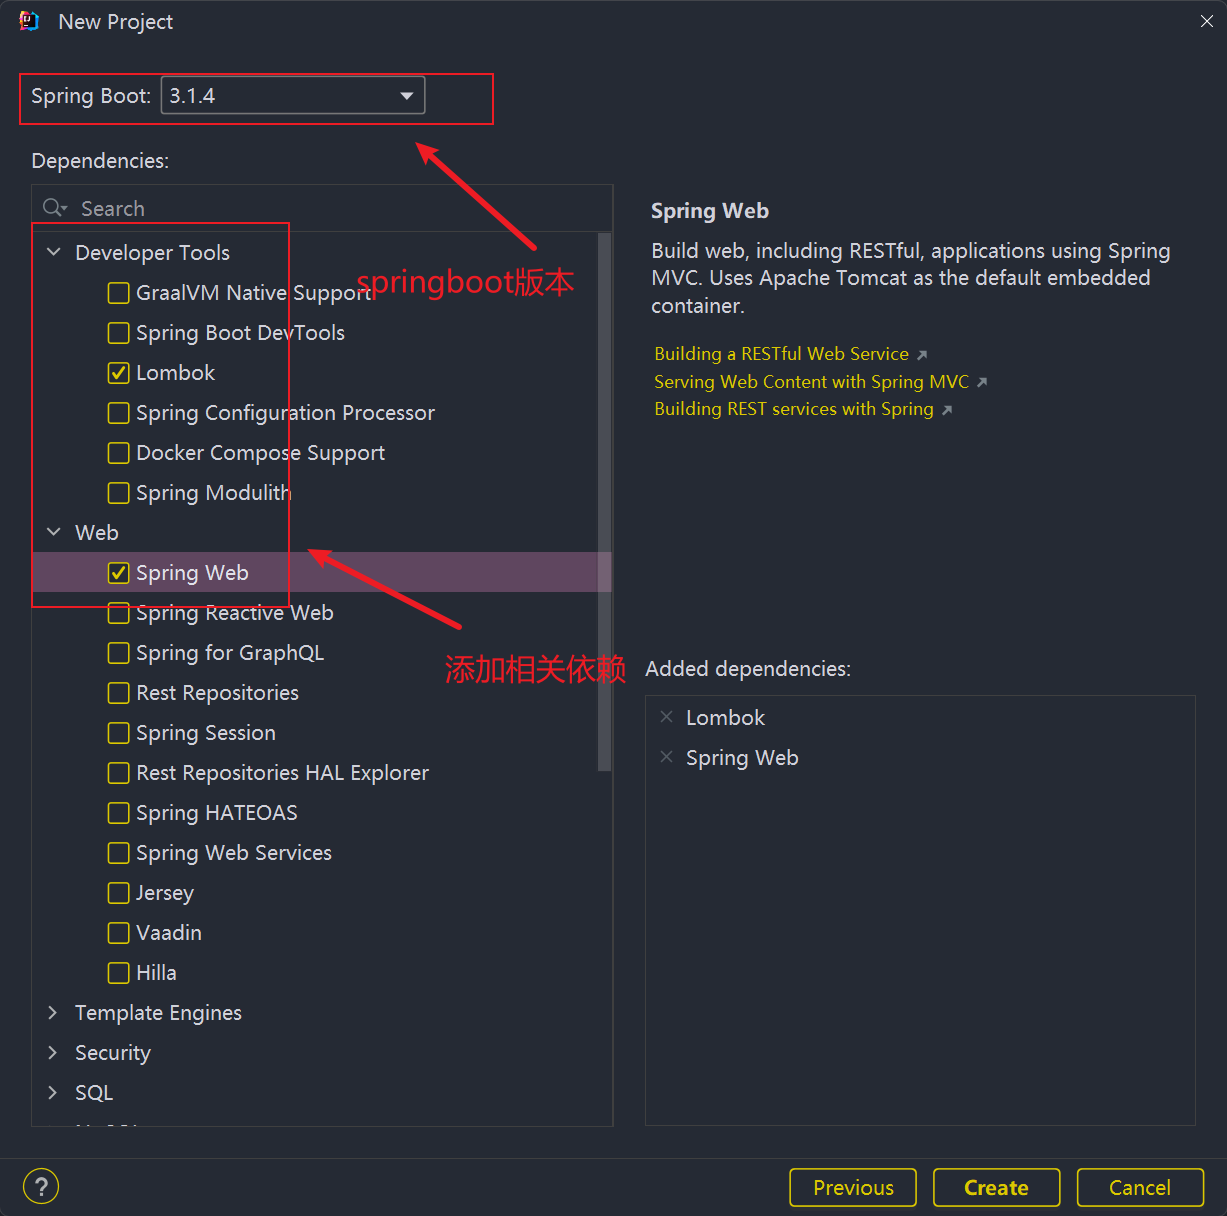 New Project
Spring Boot:
3.1.4
Dependencies:
Search
Developer Tools
GraalVM Native Support
springboot版本
Spring Boot DevTools
Lombok
Spring Configuration Processor
Docker Compose Support
Spring Modulith
Web
Spring Web
Spring Reactive Web
Spring for GraphQL
添加相关依赖
Rest Repositories
Spring Session
Rest Repositories HAL Explorer
Spring HATEOAS
Spring Web Services
Jersey
Vaadin
Hilla
Template Engines
Security
SQL
Spring Web
Build web, including RESTful, applications using Spring
MVC. Uses Apache Tomcat as the default embedded
container.
Building a RESTful Web Service
Serving Web Content with Spring MVC
Building REST services with Spring
Added dependencies:
Lombok
Spring Web
?
Previous
Create
Cancel